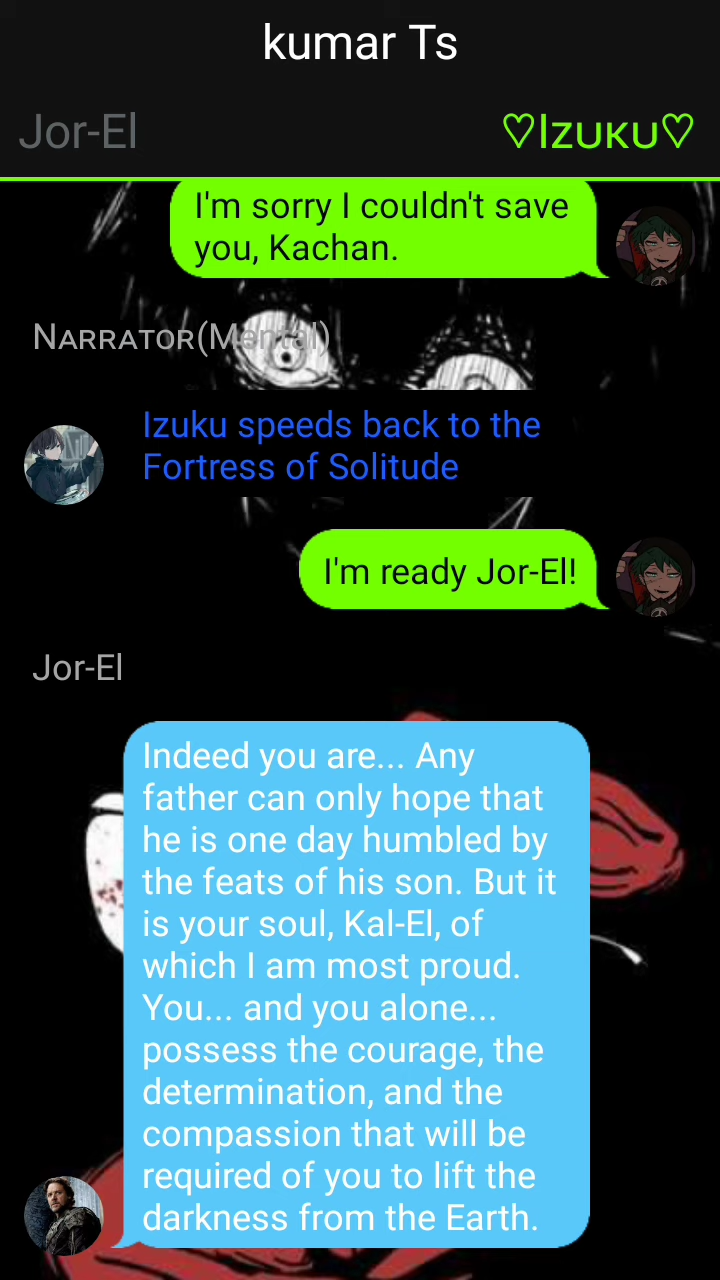 kumar Ts
Jor-El
♡Izuku♡
I'm sorry I couldn't save
you, Kachan.
Narrator(Mental)
Izuku speeds back to the
Fortress of Solitude
I'm ready Jor-El!
Jor-El
Indeed you are... Any
father can only hope that
he is one day humbled by
the feats of his son. But it
is your soul, Kal-El, of
which I am most proud.
You... and you alone...
possess the courage, the
determination, and the
compassion that will be
required of you to lift the
darkness from the Earth.